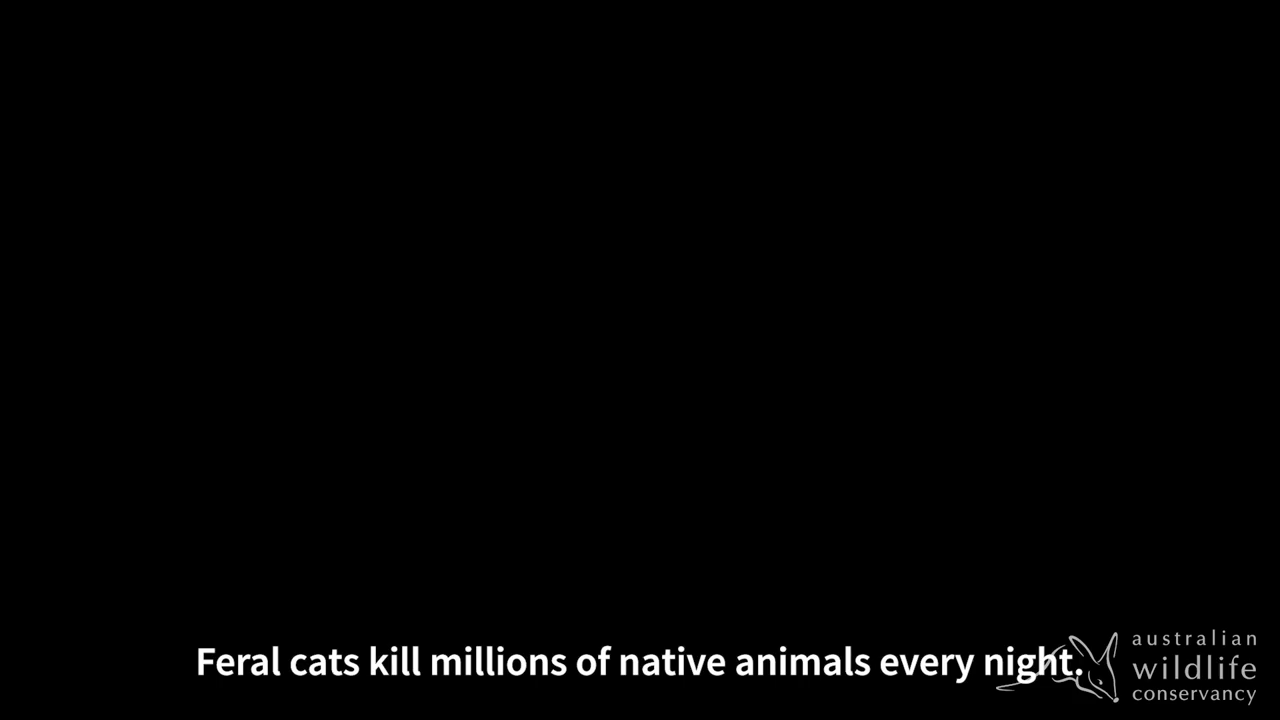 Feral cats kill millions of native animals every night.
australian
wildlife
conservancy